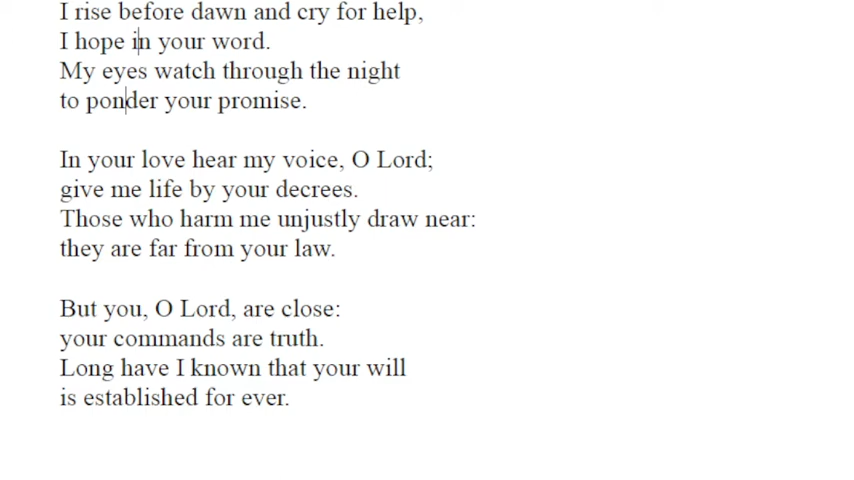 I rise before dawn and cry for help,
I hope in your word.
My eyes watch through the night
to ponder your promise.
In your love hear my voice, O Lord;
give me life by your decrees.
Those who harm me unjustly draw near:
they are far from your law.
But you, O Lord, are close:
your commands are truth.
Long have I known that your will
is established for ever.